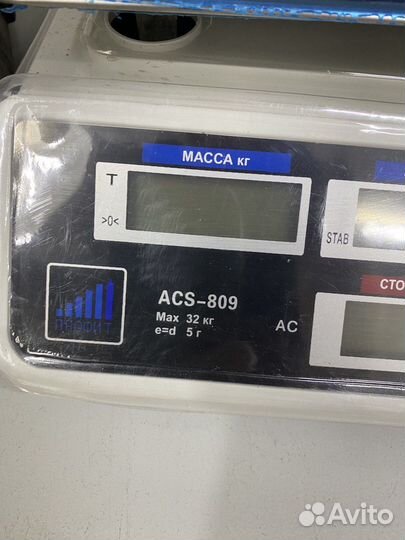 МАССА кг
T
>0<
STAB
ПРОФИТ
ACS-809
Max 32 кг
e=d 5 г
AC
СТО
Avito